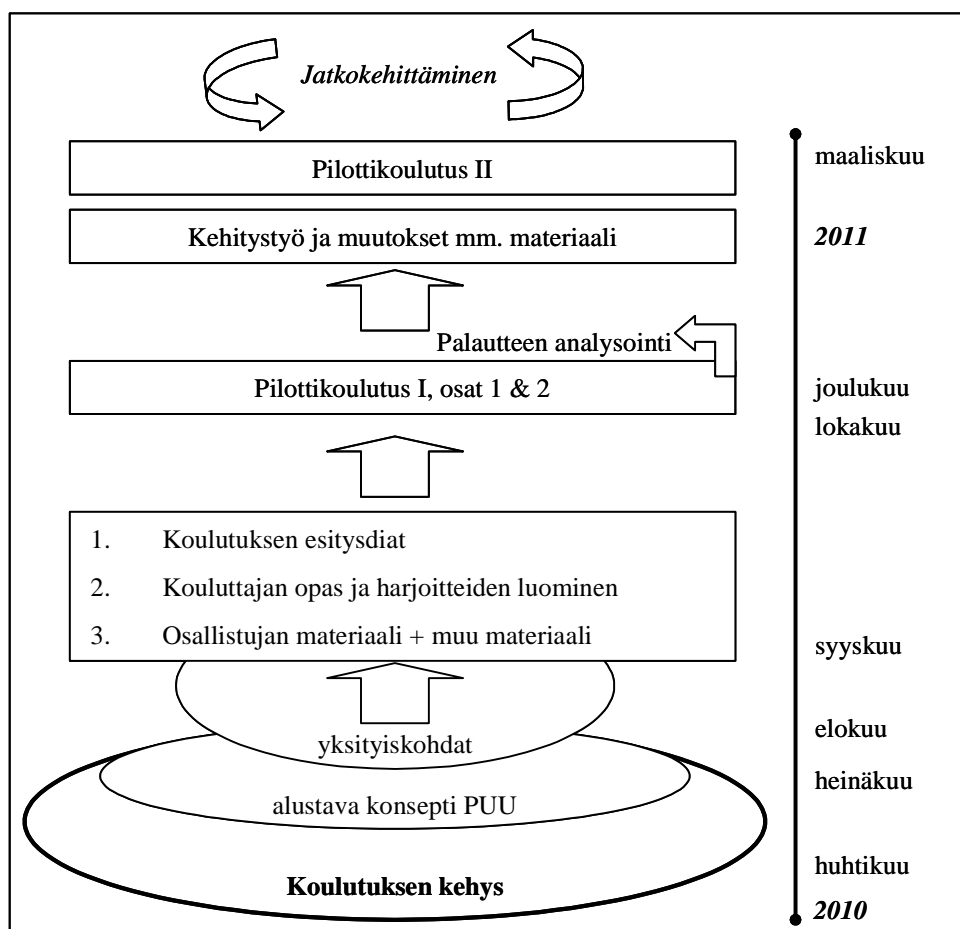 Jatkokehittäminen
Pilottikoulutus II
maaliskuu
Kehitystyö ja muutokset mm. materiaali
2011
Palautteen analysointi
Pilottikoulutus I, osat 1 & 2
joulukuu
lokakuu
1. Koulutuksen esitysdiat
2. Kouluttajan opas ja harjoitteiden luominen
3. Osallistujan materiaali + muu materiaali
syyskuu
yksityiskohdat
elokuu
heinäkuu
alustava konsepti PUU
huhtikuu
Koulutuksen kehys
2010